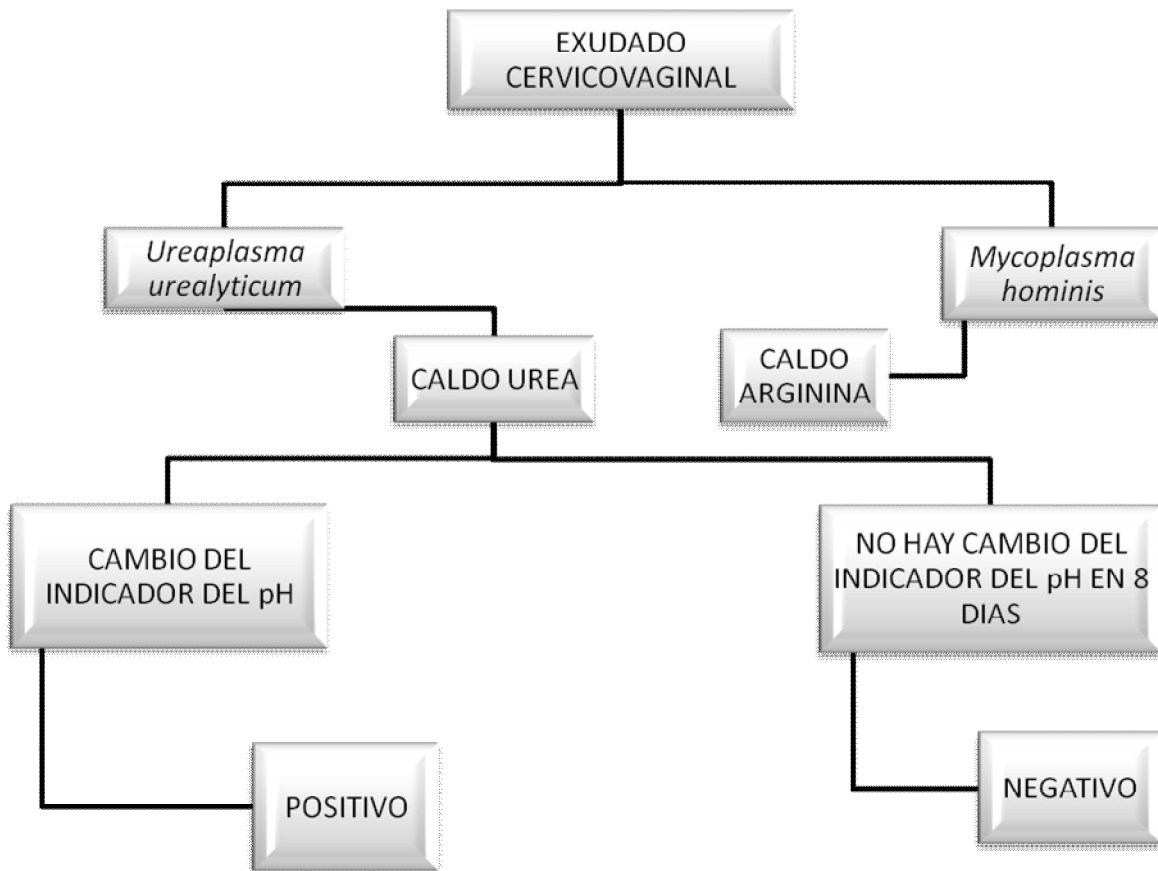 EXUDADO
CERVICOVAGINAL
Ureaplasma
urealyticum
Mycoplasma
hominis
CALDO UREA
CALDO
ARGININA
CAMBIO DEL
INDICADOR DEL pH
NO HAY CAMBIO DEL
INDICADOR DEL pH EN 8
DIAS
POSITIVO
NEGATIVO